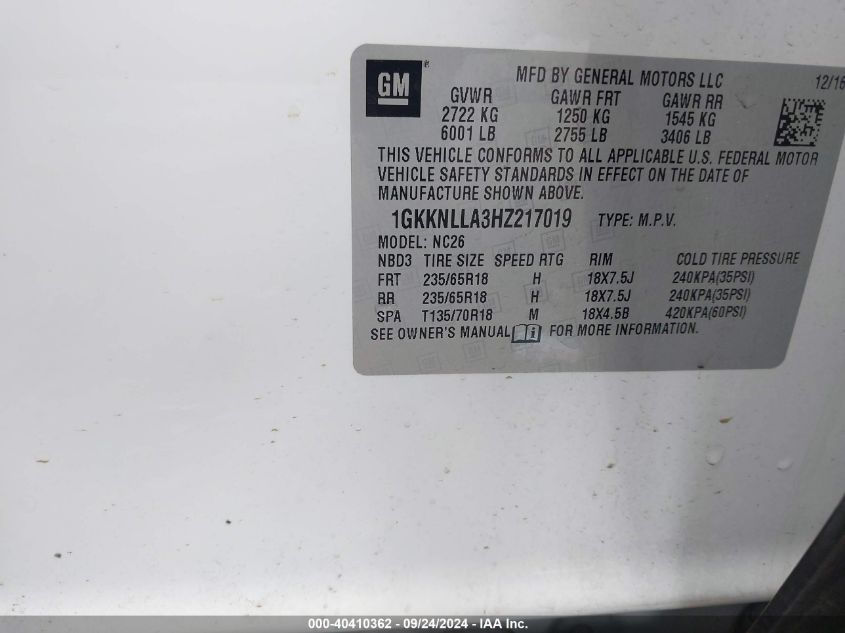 GM ®
MFD BY GENERAL MOTORS LLC 12/16
GVWR GAWR FRT GAWR RR
2722 KG 1250 KG 1545 KG
6001 LB 2755 LB 3406 LB
THIS VEHICLE CONFORMS TO ALL APPLICABLE U.S. FEDERAL MOTOR
VEHICLE SAFETY STANDARDS IN EFFECT ON THE DATE OF
MANUFACTURE SHOWN ABOVE.
1GKKNLLA3HZ217019 TYPE: M.P.V.
MODEL: NC26
NBD3 TIRE SIZE SPEED RTG RIM COLD TIRE PRESSURE
FRT 235/65R18 H 18X7.5J 240KPA(35PSI)
RR 235/65R18 H 18X7.5J 240KPA(35PSI)
SPA T135/70R18 M 18X4.5B 420KPA(60PSI)
SEE OWNER'S MANUAL i FOR MORE INFORMATION.
000-40410362 - 09/24/2024 - IAA Inc.